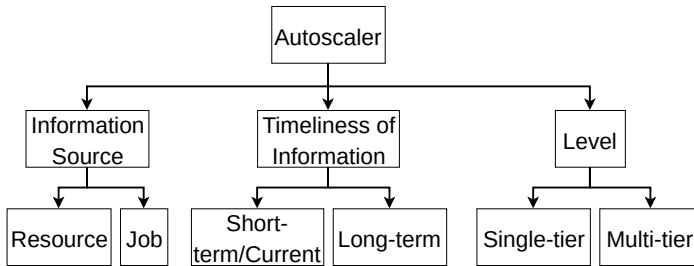 Autoscaler
Information
Source
Timeliness of
Information
Level
Resource
Job
Short-
term/Current
Long-term
Single-tier
Multi-tier